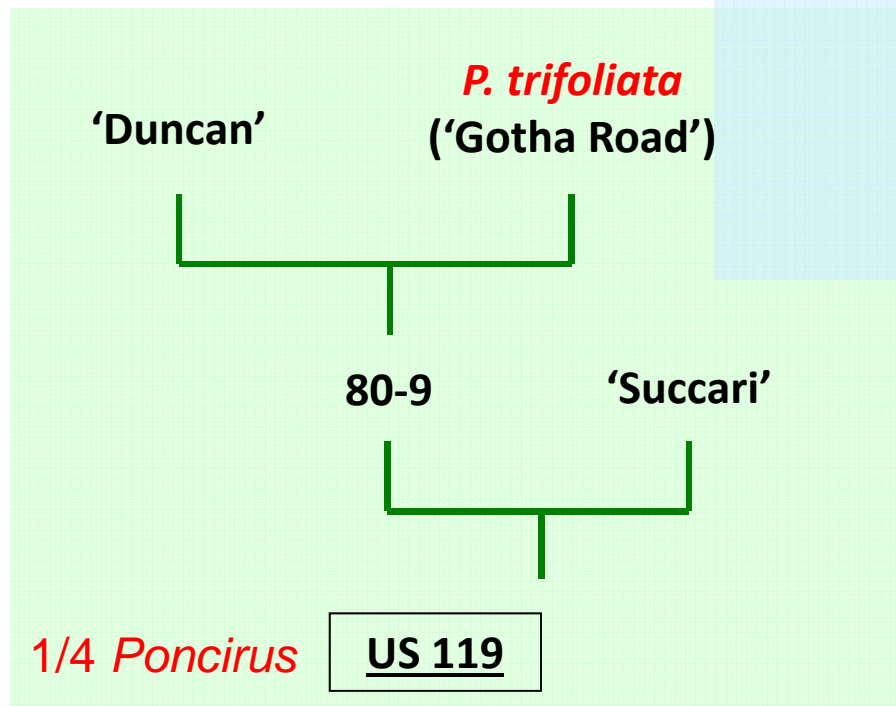 P. trifoliata
‘Duncan’
(‘Gotha Road’)
80-9
‘Succari’
1/4 Poncirus
US 119